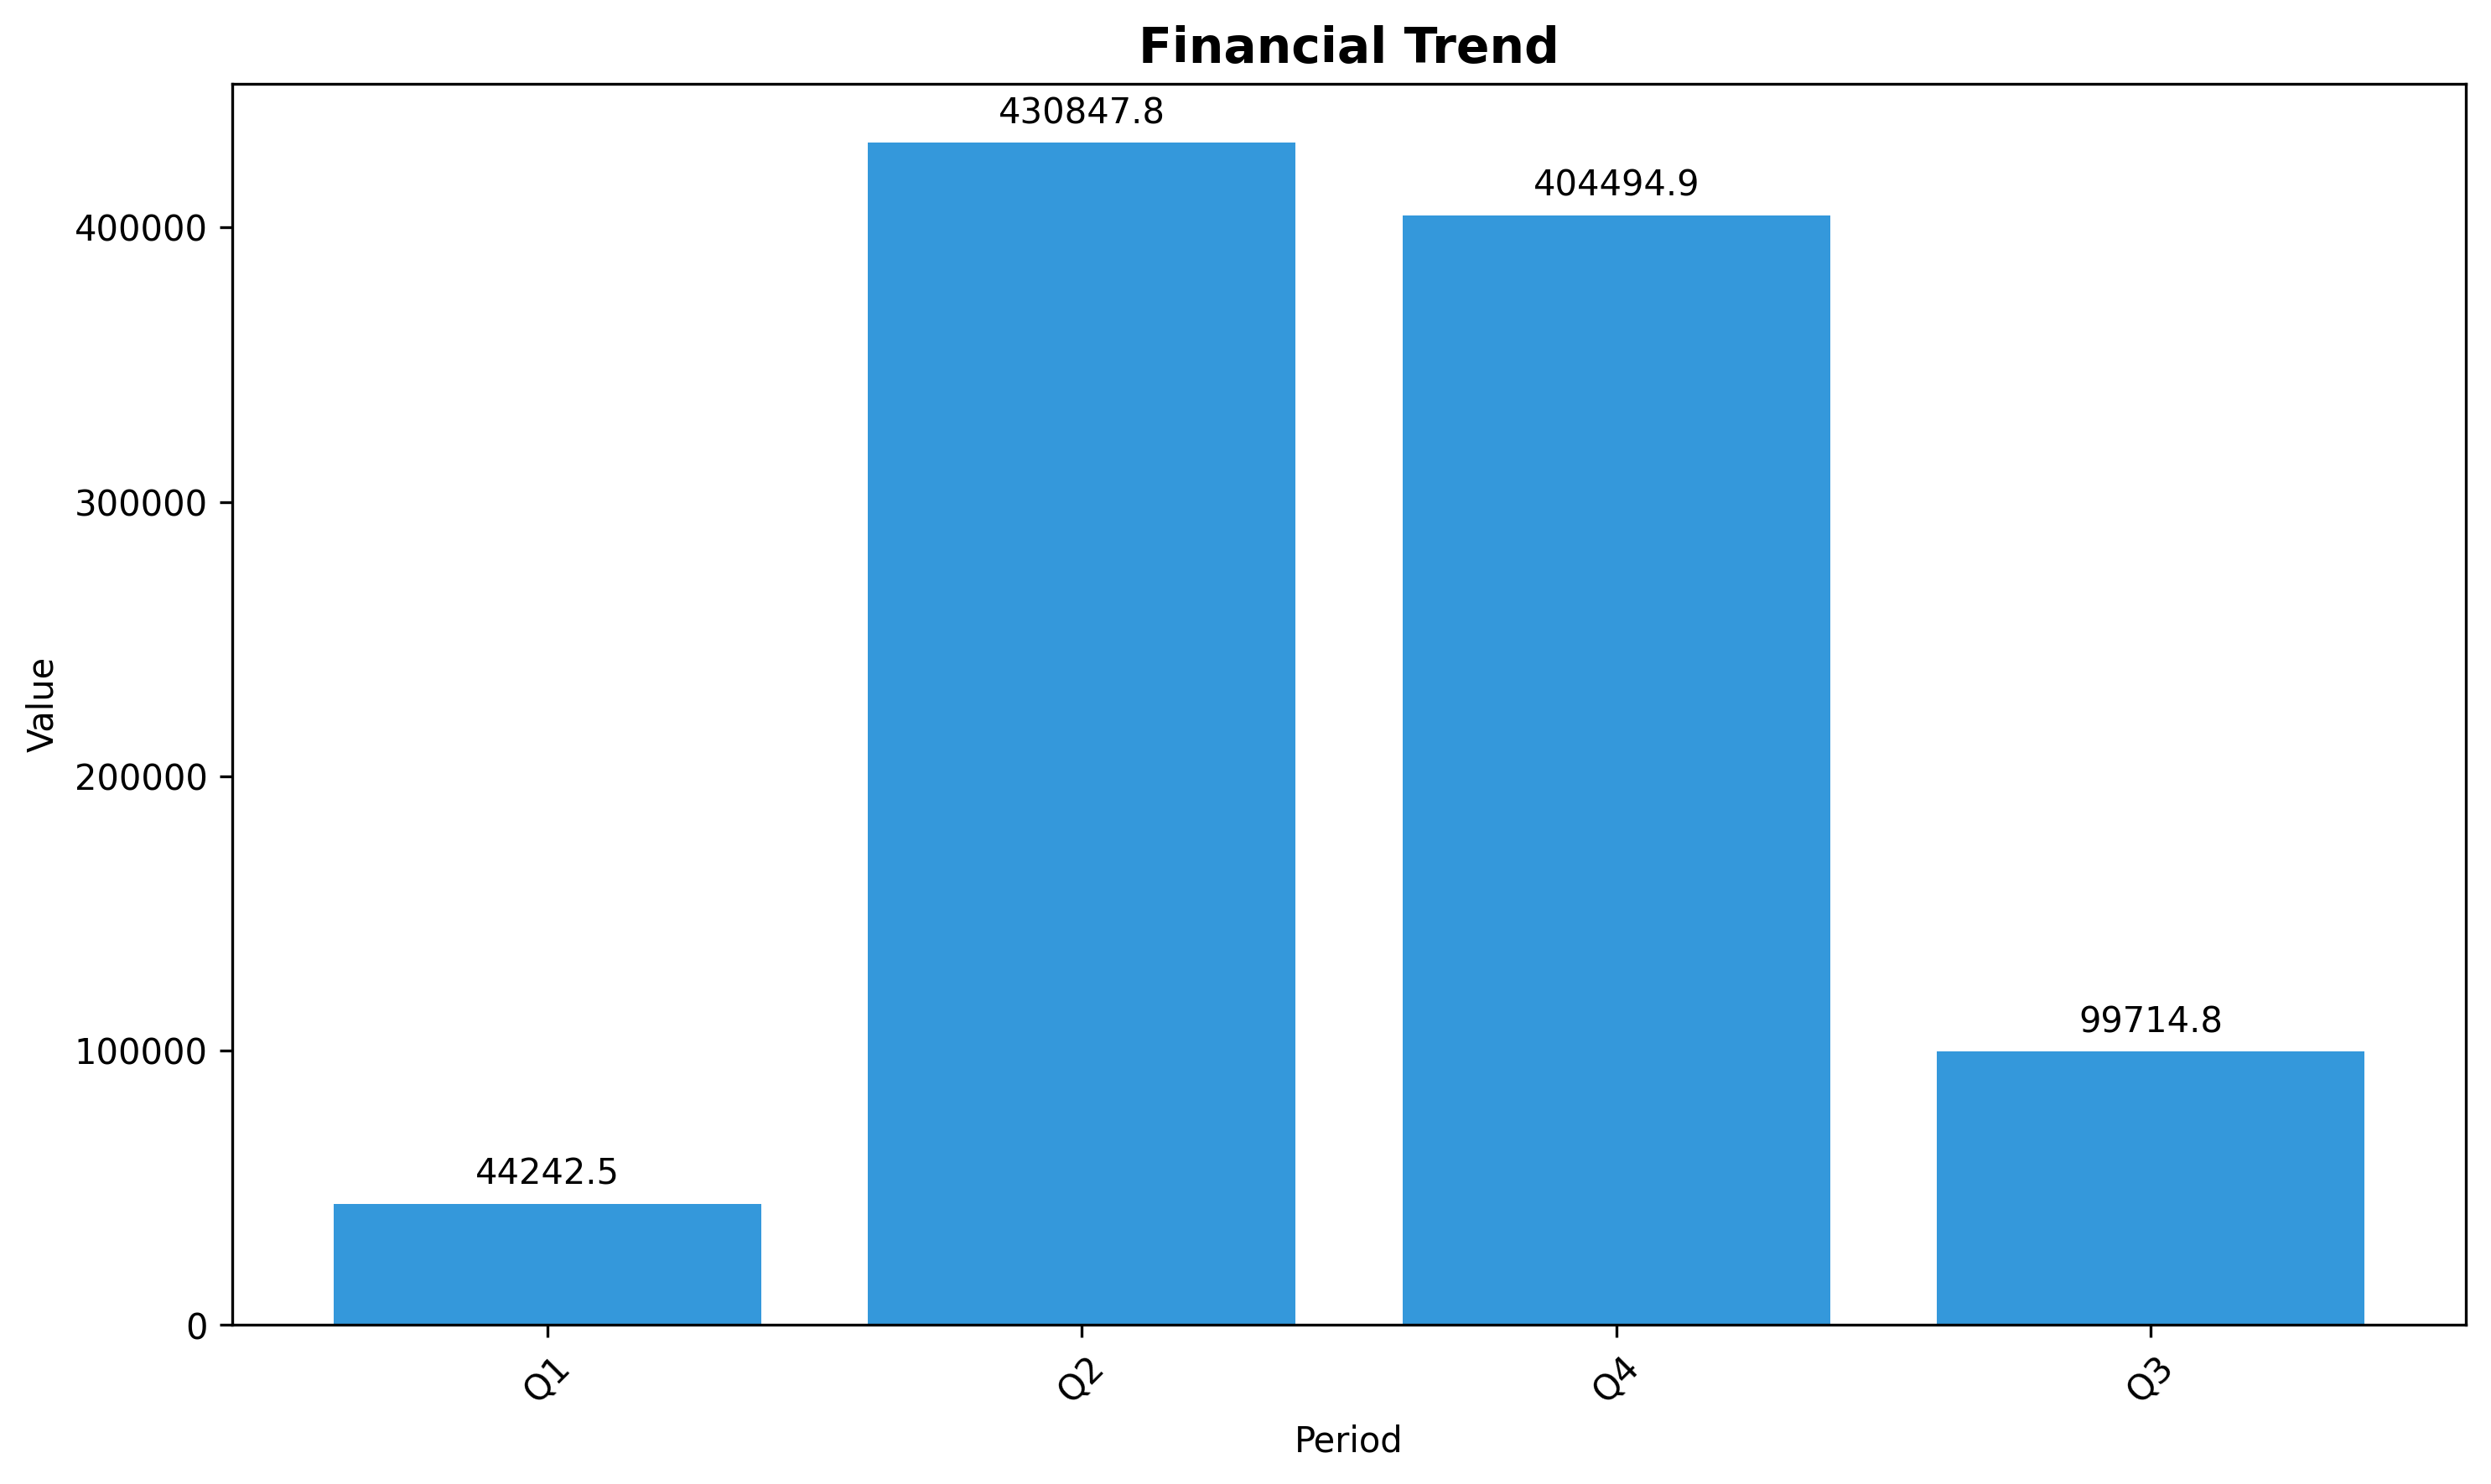 Financial Trend
430847.8
404494.9
400000
300000
Value
200000
99714.8
100000
44242.5
0
Q1 Q2 Q4 Q3
Period